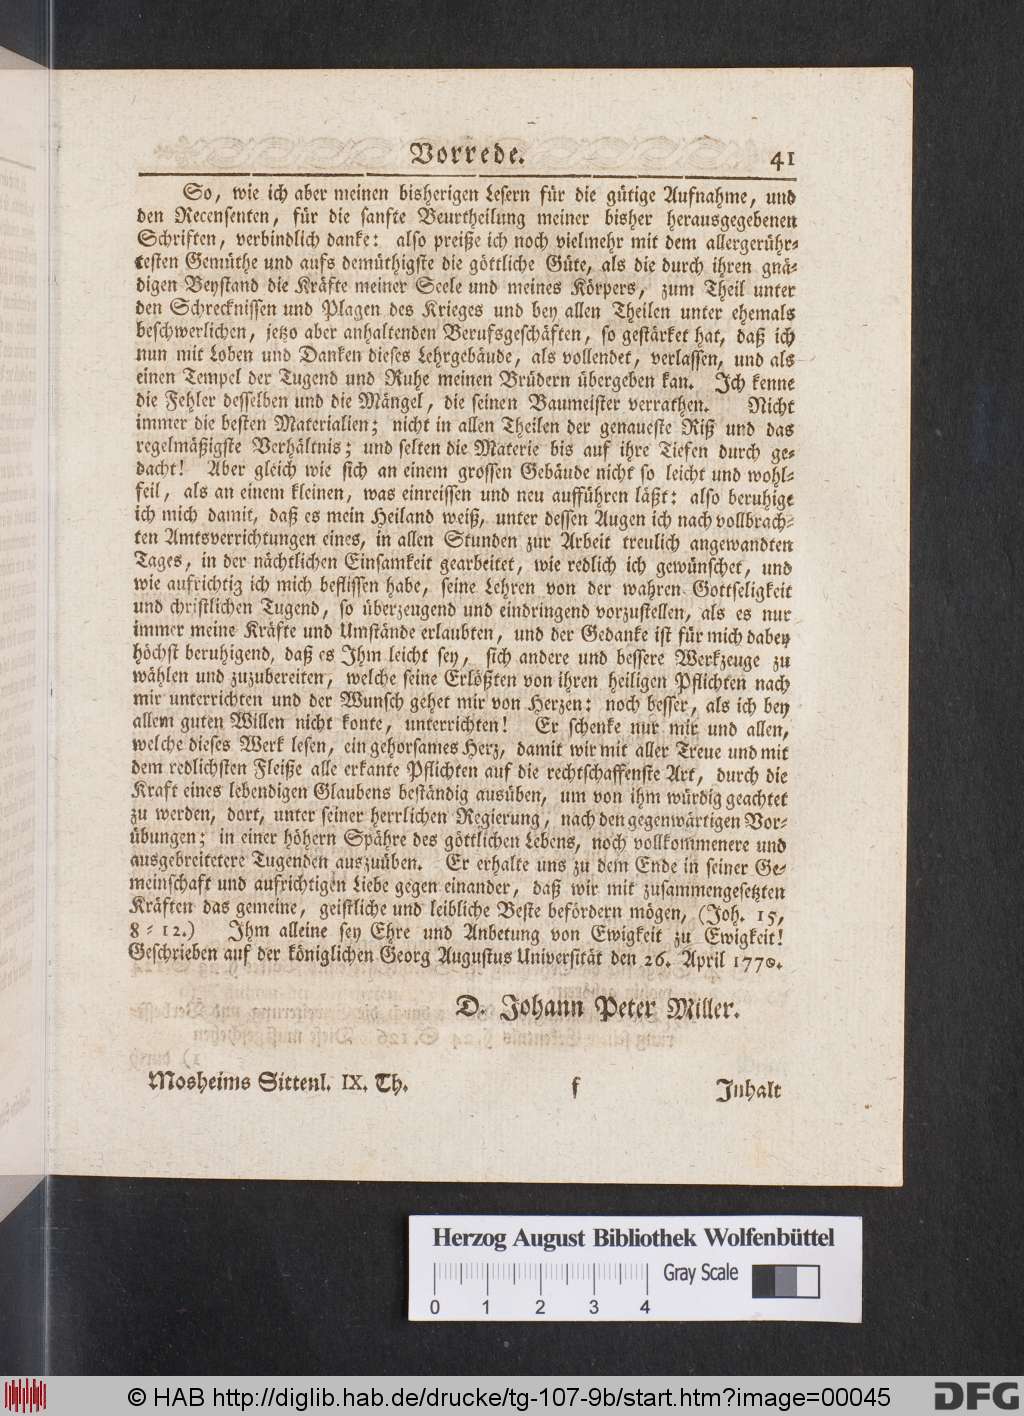 Vorrede. 41
So, wie ich aber meinen bisherigen Lesern für die gütige Aufnahme, und
den Recensenten, für die sanfte Beurtheilung meiner bisher herausgegebenen
Schriften, verbindlich danke: also preiße ich noch vielmehr mit dem allergerühr-
testen Gemüthe und aufs demüthigste die göttliche Güte, als die durch ihren gnä-
digen Beystand die Kräfte meiner Seele und meines Körpers, zum Theil unter
den Schrecknissen und Plagen des Krieges und bey allen Theilen unter ehemals
beschwerlichen, jetzo aber anhaltenden Berufsgeschäften, so gestärket hat, daß ich
nun mit Loben und Danken dieses Lehrgebäude, als vollendet, verlassen, und als
einen Tempel der Tugend und Ruhe meinen Brüdern übergeben kan. Ich kenne
die Fehler desselben und die Mängel, die seinen Baumeister verrathen. Nicht
immer die besten Materialien; nicht in allen Theilen der genaueste Riß und das
regelmäßigste Verhältnis; und selten die Materie bis auf ihre Tiefen durch ge-
dacht! Aber gleich wie sich an einem grossen Gebäude nicht so leicht und wohl-
feil, als an einem kleinen, was einreissen und neu aufführen läßt: also beruhige
ich mich damit, daß es mein Heiland weiß, unter dessen Augen ich nach vollbrach-
ten Amtsverrichtungen eines, in allen Stunden zur Arbeit treulich angewandten
Tages, in der nächtlichen Einsamkeit gearbeitet, wie redlich ich gewünschet, und
wie aufrichtig ich mich beflissen habe, seine Lehren von der wahren Gottseligkeit
und christlichen Tugend, so überzeugend und eindringend vorzustellen, als es nur
immer meine Kräfte und Umstände erlaubten, und der Gedanke ist für mich dabey
höchst beruhigend, daß es Ihm leicht sey, sich andere und bessere Werkzeuge zu
wählen und zuzubereiten, welche seine Erlößten von ihren heiligen Pflichten nach
mir unterrichten und der Wunsch gehet mir von Herzen: noch besser, als ich bey
allem guten Willen nicht konte, unterrichten! Er schenke nur mir und allen,
welche dieses Werk lesen, ein gehorsames Herz, damit wir mit aller Treue und mit
dem redlichsten Fleiße alle erkante Pflichten auf die rechtschaffenste Art, durch die
Kraft eines lebendigen Glaubens beständig ausüben, um von ihm würdig geachtet
zu werden, dort, unter seiner herrlichen Regierung, nach den gegenwärtigen Vor-
übungen; in einer höhern Spähre des göttlichen Lebens, noch vollkommenere und
ausgebreitetere Tugenden auszuüben. Er erhalte uns zu dem Ende in seiner Ge-
meinschaft und aufrichtigen Liebe gegen einander, daß wir mit zusammengesetzten
Kräften das gemeine, geistliche und leibliche Beste befördern mögen, (Joh. 15,
8-12.) Ihm alleine sey Ehre und Anbetung von Ewigkeit zu Ewigkeit!
Geschrieben auf der königlichen Georg Augustus Universität den 26. April 1770.
D. Johann Peter Miller.
Mosheims Sittenl. IX. Th. f Inhalt
Herzog August Bibliothek Wolfenbüttel
Gray Scale
0 1 2 3 4
© HAB http://diglib.hab.de/drucke/tg-107-9b/start.htm?image=00045
DFG